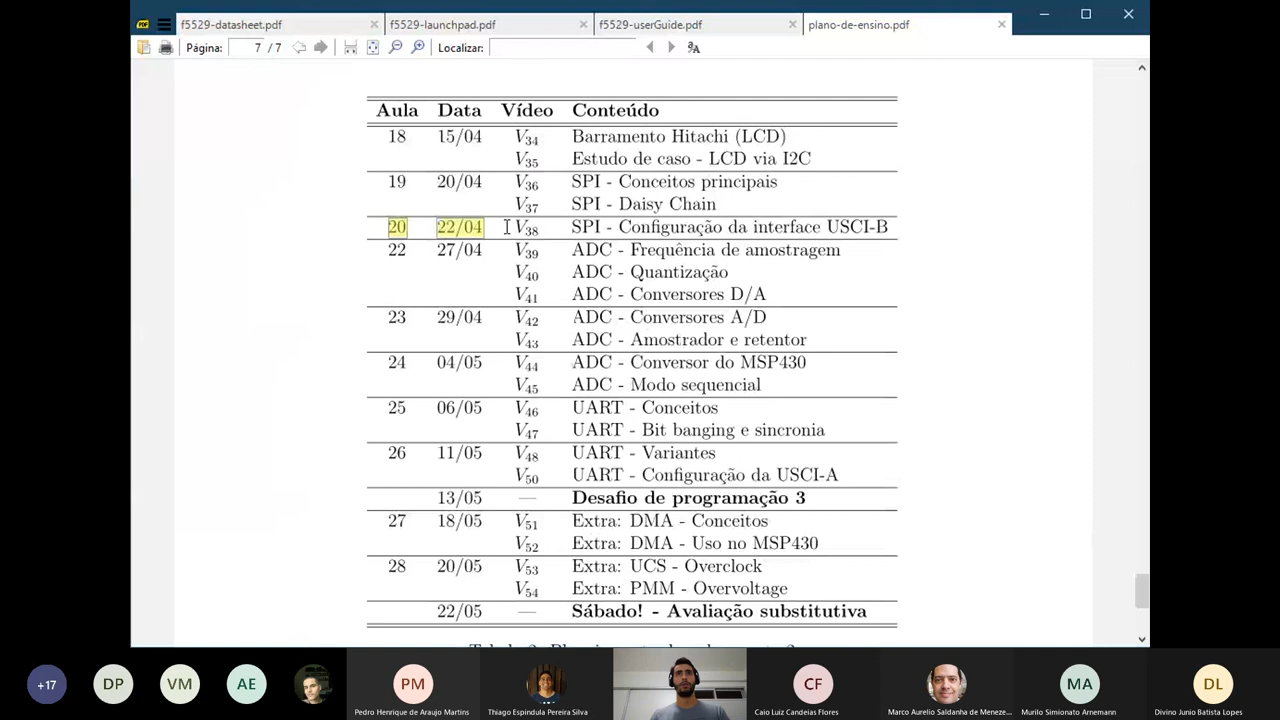 f5529-datasheet.pdf
f5529-launchpad.pdf
f5529-userGuide.pdf
plano-de-ensino.pdf
Página: 7 / 7
Localizar:
Aula Data Vídeo Conteúdo
18 15/04 V34 Barramento Hitachi (LCD)
V35 Estudo de caso - LCD via I2C
19 20/04 V36 SPI - Conceitos principais
V37 SPI - Daisy Chain
20 22/04 V38 SPI - Configuração da interface USCI-B
22 27/04 V39 ADC - Frequência de amostragem
V40 ADC - Quantização
V41 ADC - Conversores D/A
23 29/04 V42 ADC - Conversores A/D
V43 ADC - Amostrador e retentor
24 04/05 V44 ADC - Conversor do MSP430
V45 ADC - Modo sequencial
25 06/05 V46 UART - Conceitos
V47 UART - Bit banging e sincronia
26 11/05 V48 UART - Variantes
V50 UART - Configuração da USCI-A
13/05 — Desafio de programação 3
27 18/05 V51 Extra: DMA - Conceitos
V52 Extra: DMA - Uso no MSP430
28 20/05 V53 Extra: UCS - Overclock
V54 Extra: PMM - Overvoltage
22/05 — Sábado! - Avaliação substitutiva
+17 DP VM AE PM CF MA DL
Pedro Henrique de Araujo Martins
Thiago Espindula Pereira Silva
Caio Luiz Candeias Flores
Marco Aurelio Saldanha de Meneze...
Murilo Simionato Arnemann
Divino Junio Batista Lopes